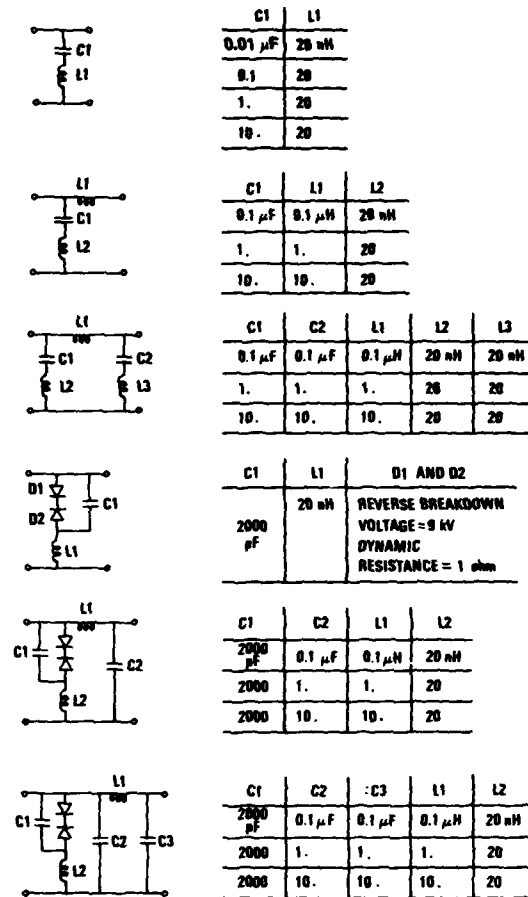 C1
L1
C1 L1
0.01 μF 20 nH
0.1 20
1. 20
10. 20
L1
C1
L2
C1 L1 L2
0.1 μF 0.1 μH 20 nH
1. 1. 20
10. 10. 20
L1
C1 C2
L2 L3
C1 C2 L1 L2 L3
0.1 μF 0.1 μF 0.1 μH 20 nH 20 nH
1. 1. 1. 20 20
10. 10. 10. 20 20
D1
C1
D2
L1
C1 L1 D1 AND D2
2000 pF 20 nH REVERSE BREAKDOWN
VOLTAGE = 9 kV
DYNAMIC
RESISTANCE = 1 ohm
L1
C1
C2
L2
C1 C2 L1 L2
2000 pF 0.1 μF 0.1 μH 20 nH
2000 1. 1. 20
2000 10. 10. 20
L1
C1
C2 C3
L2
C1 C2 :C3 L1 L2
2000 pF 0.1 μF 0.1 μF 0.1 μH 20 nH
2000 1. 1. 1. 20
2000 10. 10. 10. 20